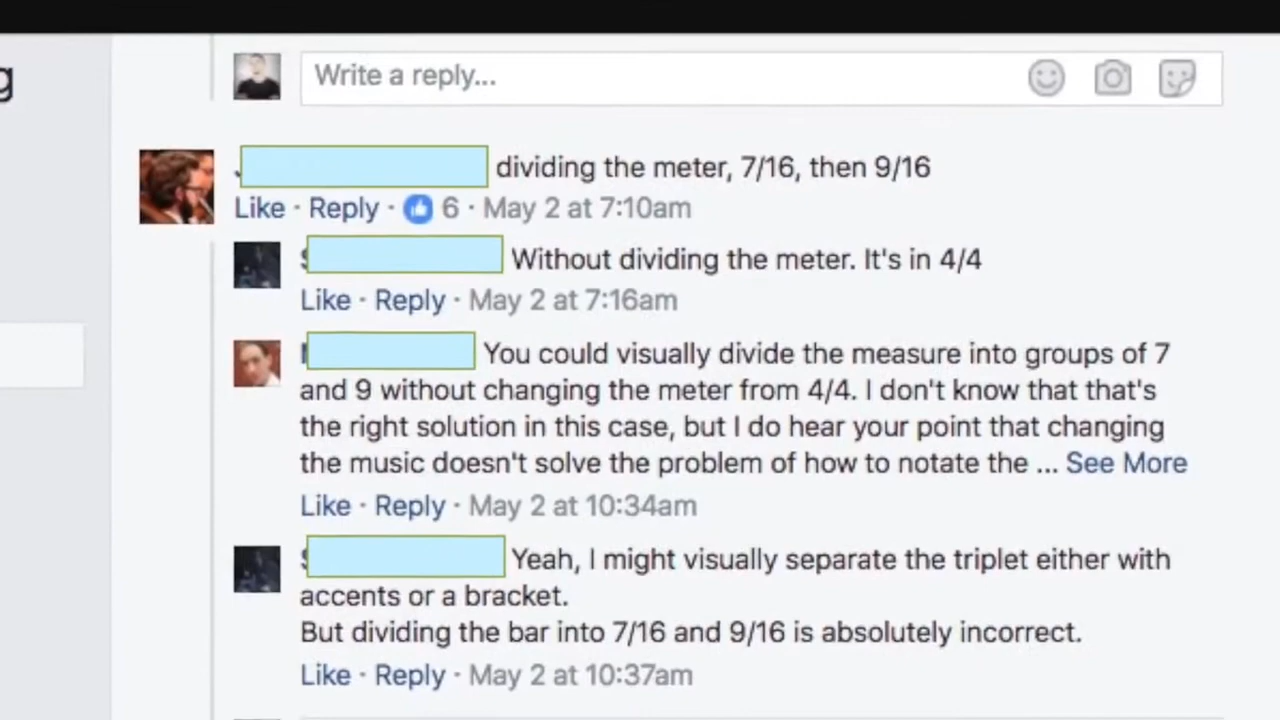 g
Write a reply...
dividing the meter, 7/16, then 9/16
Like · Reply · 6 · May 2 at 7:10am
Without dividing the meter. It's in 4/4
Like · Reply · May 2 at 7:16am
You could visually divide the measure into groups of 7
and 9 without changing the meter from 4/4. I don't know that that's
the right solution in this case, but I do hear your point that changing
the music doesn't solve the problem of how to notate the ... See More
Like · Reply · May 2 at 10:34am
Yeah, I might visually separate the triplet either with
accents or a bracket.
But dividing the bar into 7/16 and 9/16 is absolutely incorrect.
Like · Reply · May 2 at 10:37am